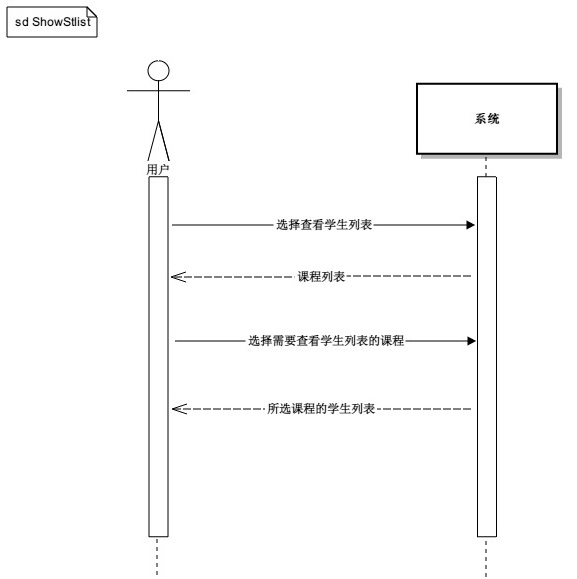 sd ShowStlist
系统
用户
选择查看学生列表
课程列表
选择需要查看学生列表的课程
所选课程的学生列表